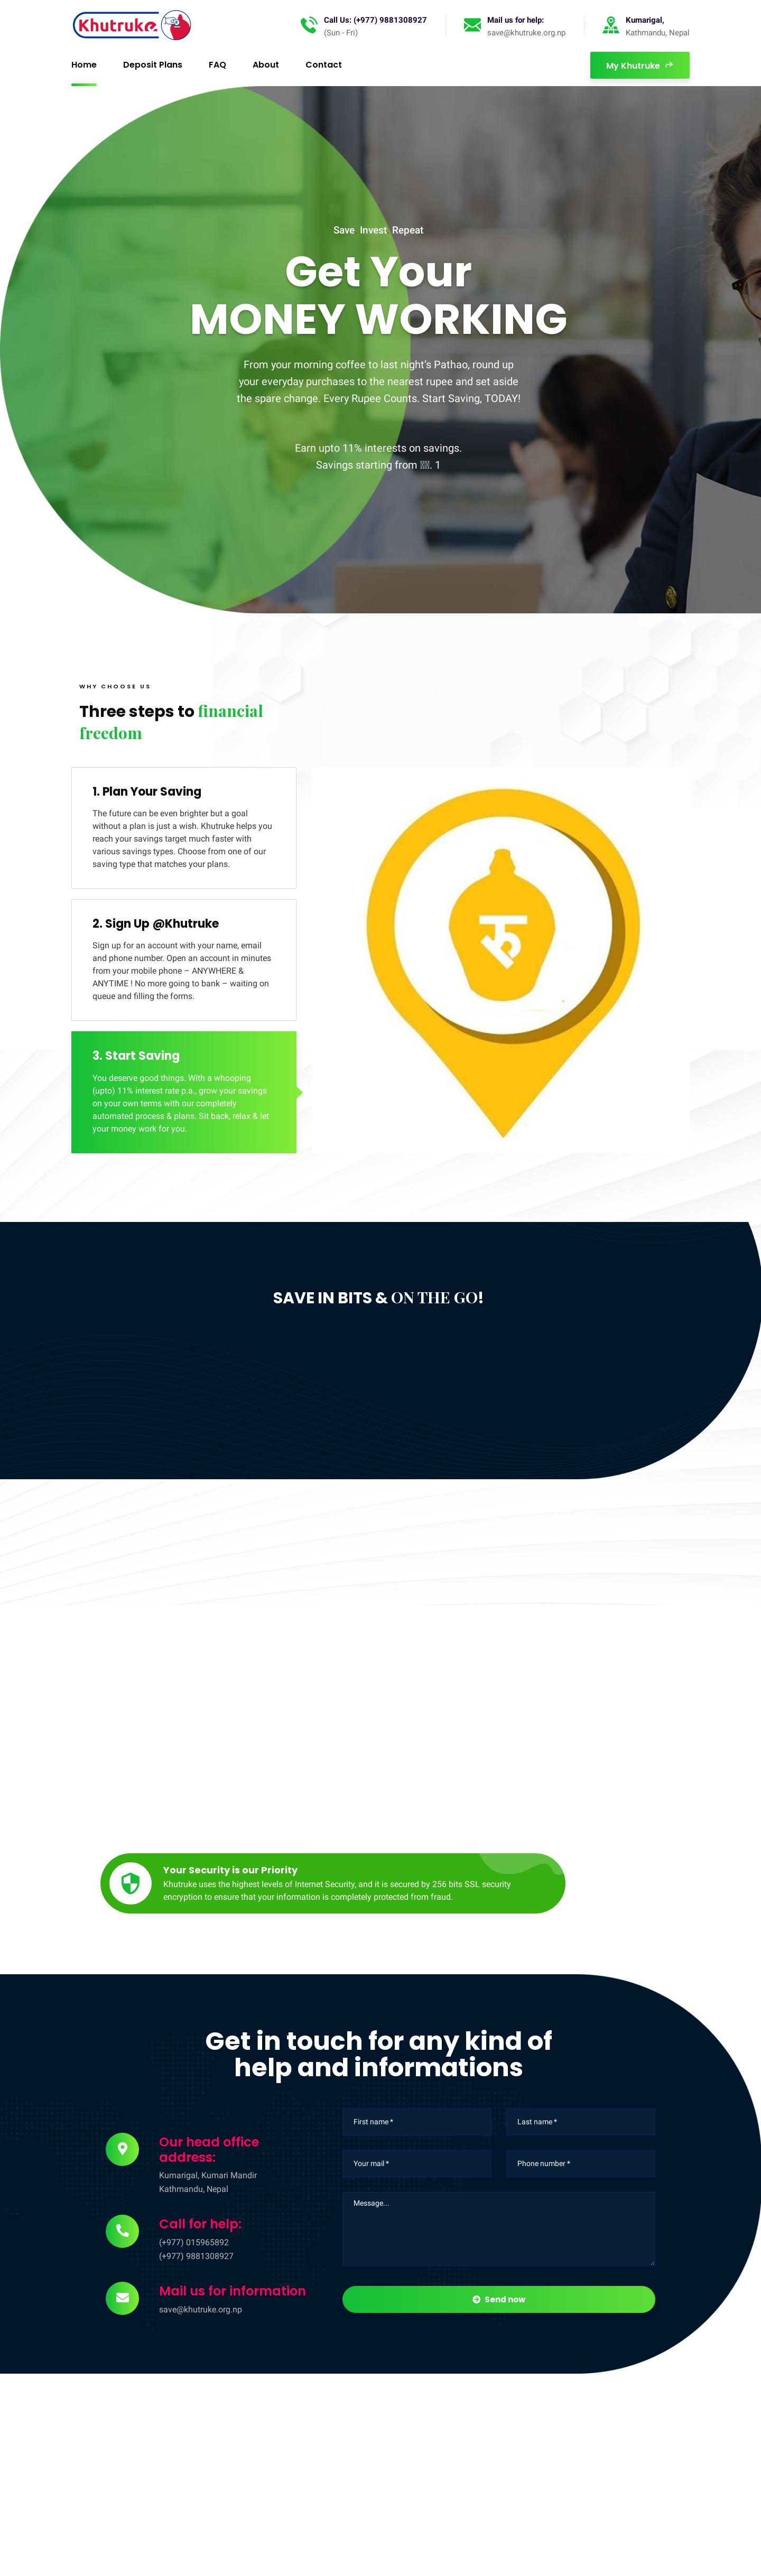 Khutruke
Call Us: (+977) 9881308927
(Sun - Fri)
Mail us for help:
save@khutruke.org.np
Kumarigal,
Kathmandu, Nepal
Home
Deposit Plans
FAQ
About
Contact
My Khutruke
Save Invest Repeat
Get Your
MONEY WORKING
From your morning coffee to last night's Pathao, round up
your everyday purchases to the nearest rupee and set aside
the spare change. Every Rupee Counts. Start Saving, TODAY!
Earn upto 11% interests on savings.
Savings starting from . 1
WHY CHOOSE US
Three steps to financial
freedom
1. Plan Your Saving
The future can be even brighter but a goal
without a plan is just a wish. Khutruke helps you
reach your savings target much faster with
various savings types. Choose from one of our
saving type that matches your plans.
2. Sign Up @Khutruke
Sign up for an account with your name, email
and phone number. Open an account in minutes
from your mobile phone – ANYWHERE &
ANYTIME ! No more going to bank – waiting on
queue and filling the forms.
3. Start Saving
You deserve good things. With a whooping
(upto) 11% interest rate p.a., grow your savings
on your own terms with our completely
automated process & plans. Sit back, relax & let
your money work for you.
रु
SAVE IN BITS & ON THE GO!
Your Security is our Priority
Khutruke uses the highest levels of Internet Security, and it is secured by 256 bits SSL security
encryption to ensure that your information is completely protected from fraud.
Get in touch for any kind of
help and informations
Our head office
address:
Kumarigal, Kumari Mandir
Kathmandu, Nepal
Call for help:
(+977) 015965892
(+977) 9881308927
Mail us for information
save@khutruke.org.np
First name *
Last name *
Your mail *
Phone number *
Message...
Send now